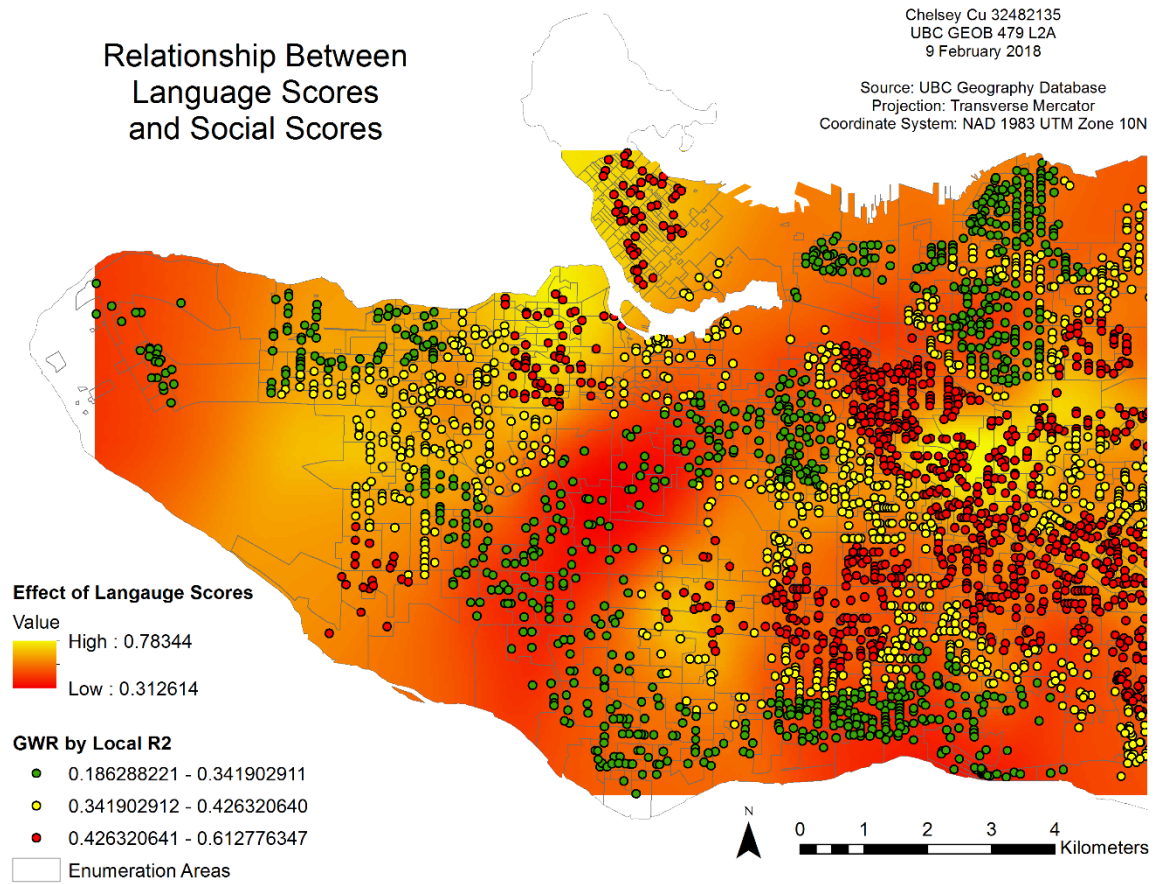 Relationship Between
Language Scores
and Social Scores
Chelsey Cu 32482135
UBC GEOB 479 L2A
9 February 2018
Source: UBC Geography Database
Projection: Transverse Mercator
Coordinate System: NAD 1983 UTM Zone 10N
Effect of Langauge Scores
Value
High : 0.78344
Low : 0.312614
GWR by Local R2
0.186288221 - 0.341902911
0.341902912 - 0.426320640
0.426320641 - 0.612776347
Enumeration Areas
N
0 1 2 3 4
Kilometers